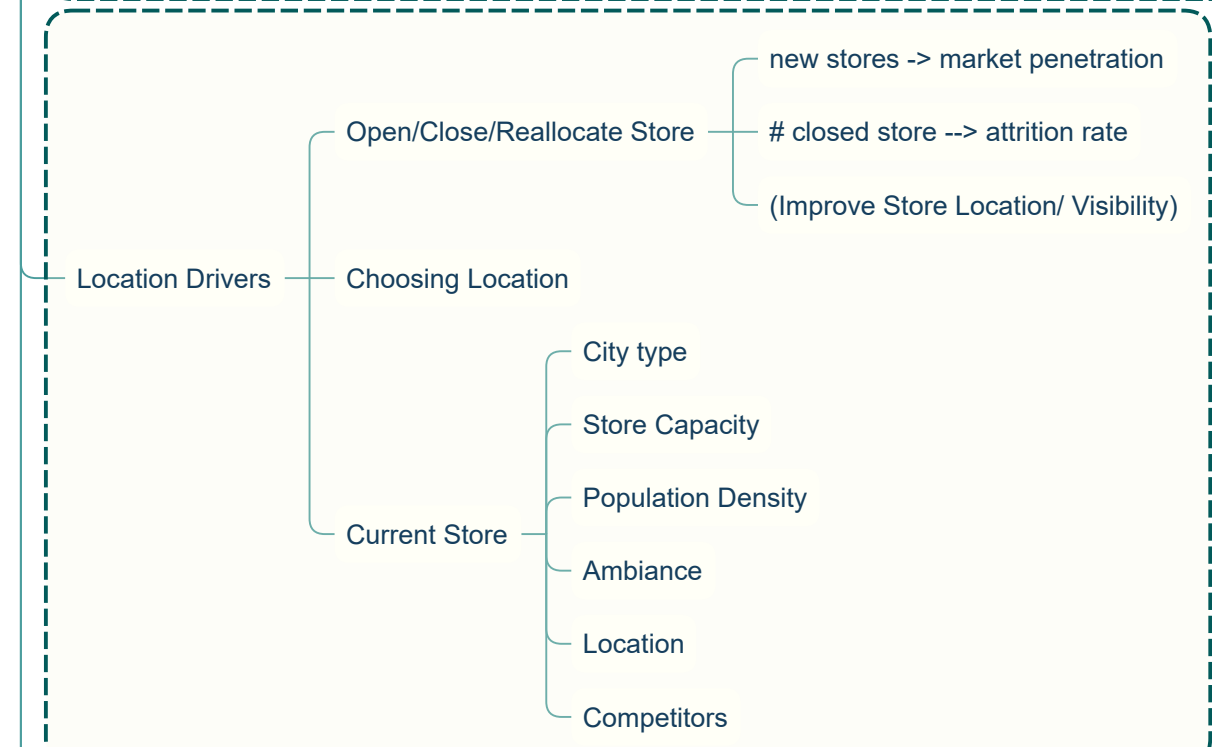 new stores -> market penetration
Open/Close/Reallocate Store
# closed store --> attrition rate
(Improve Store Location/ Visibility)
Location Drivers
Choosing Location
City type
Store Capacity
Population Density
Current Store
Ambiance
Location
Competitors